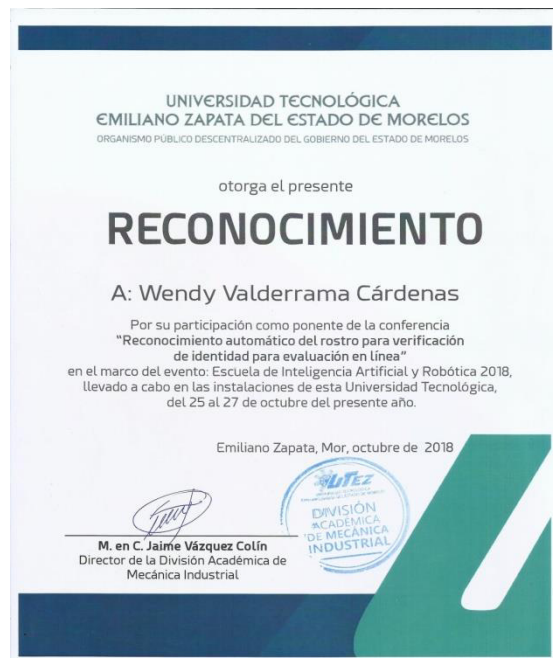 UNIVERSIDAD TECNOLÓGICA
EMILIANO ZAPATA DEL ESTADO DE MORELOS
ORGANISMO PÚBLICO DESCENTRALIZADO DEL GOBIERNO DEL ESTADO DE MORELOS
otorga el presente
RECONOCIMIENTO
A: Wendy Valderrama Cárdenas
Por su participación como ponente de la conferencia
"Reconocimiento automático del rostro para verificación
de identidad para evaluación en línea"
en el marco del evento: Escuela de Inteligencia Artificial y Robótica 2018,
llevado a cabo en las instalaciones de esta Universidad Tecnológica,
del 25 al 27 de octubre del presente año.
Emiliano Zapata, Mor, octubre de 2018
UTEZ
DIVISIÓN
ACADÉMICA
DE MECÁNICA
INDUSTRIAL
M. en C. Jaime Vázquez Colín
Director de la División Académica de
Mecánica Industrial